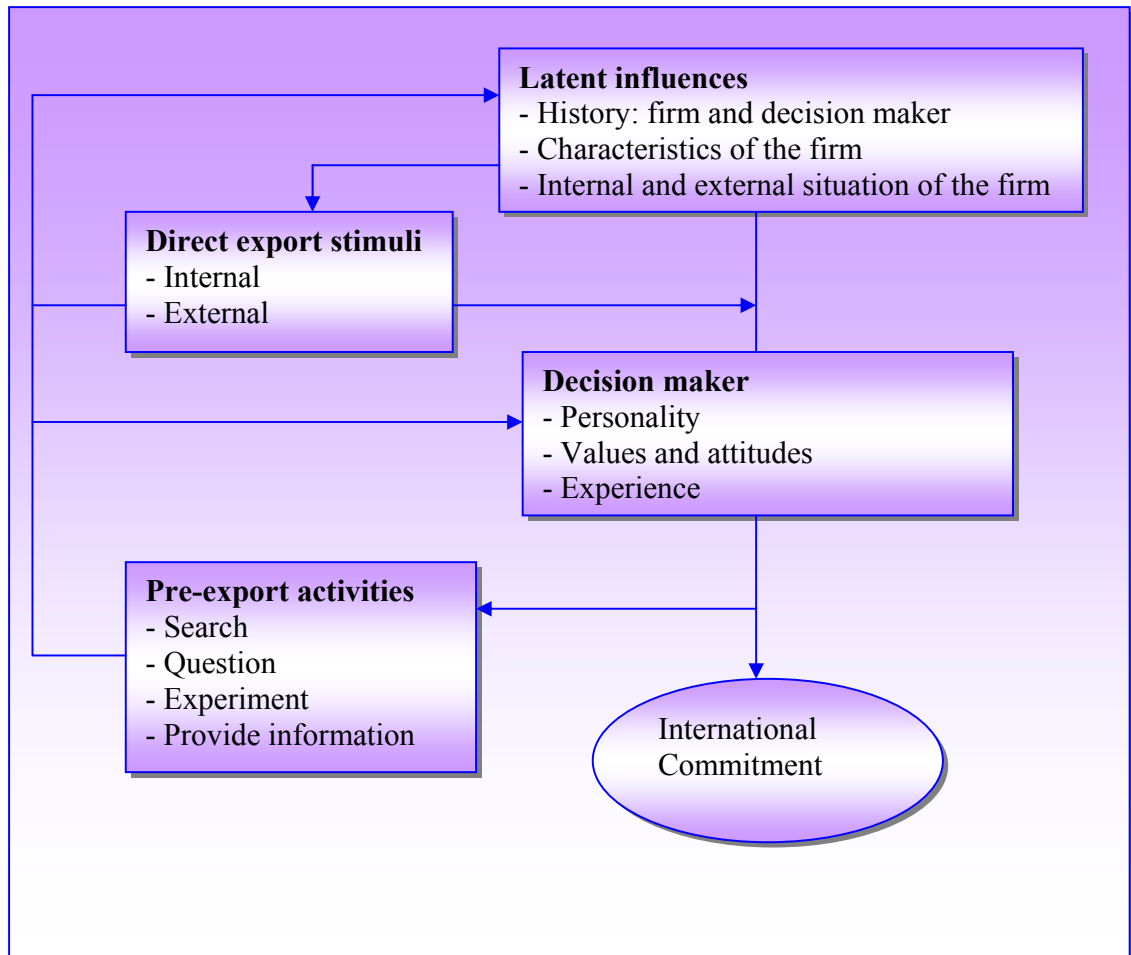 Latent influences
- History: firm and decision maker
- Characteristics of the firm
- Internal and external situation of the firm
Direct export stimuli
- Internal
- External
Decision maker
- Personality
- Values and attitudes
- Experience
Pre-export activities
- Search
- Question
- Experiment
- Provide information
International
Commitment